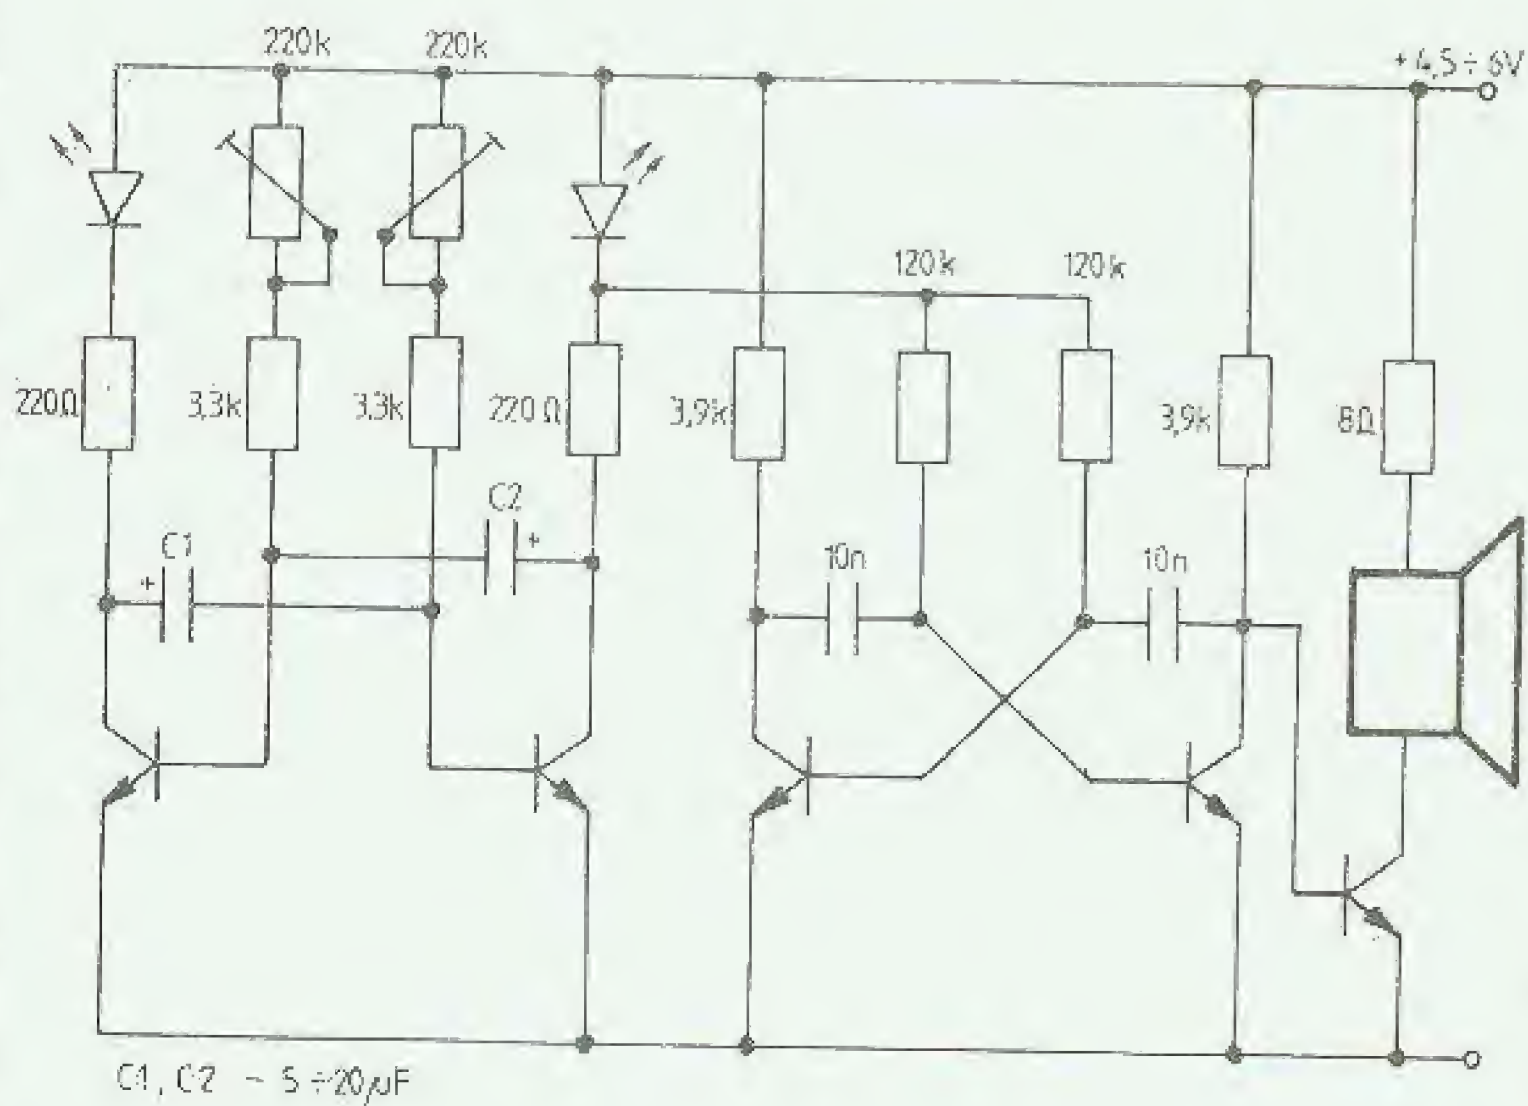 220k 220k
+4,5÷6V
120k 120k
220Ω 3,3k 3,3k 220Ω 3,9k 3,9k 8Ω
C2
+
C1
+
10n 10n
C1, C2 - 5÷20µF